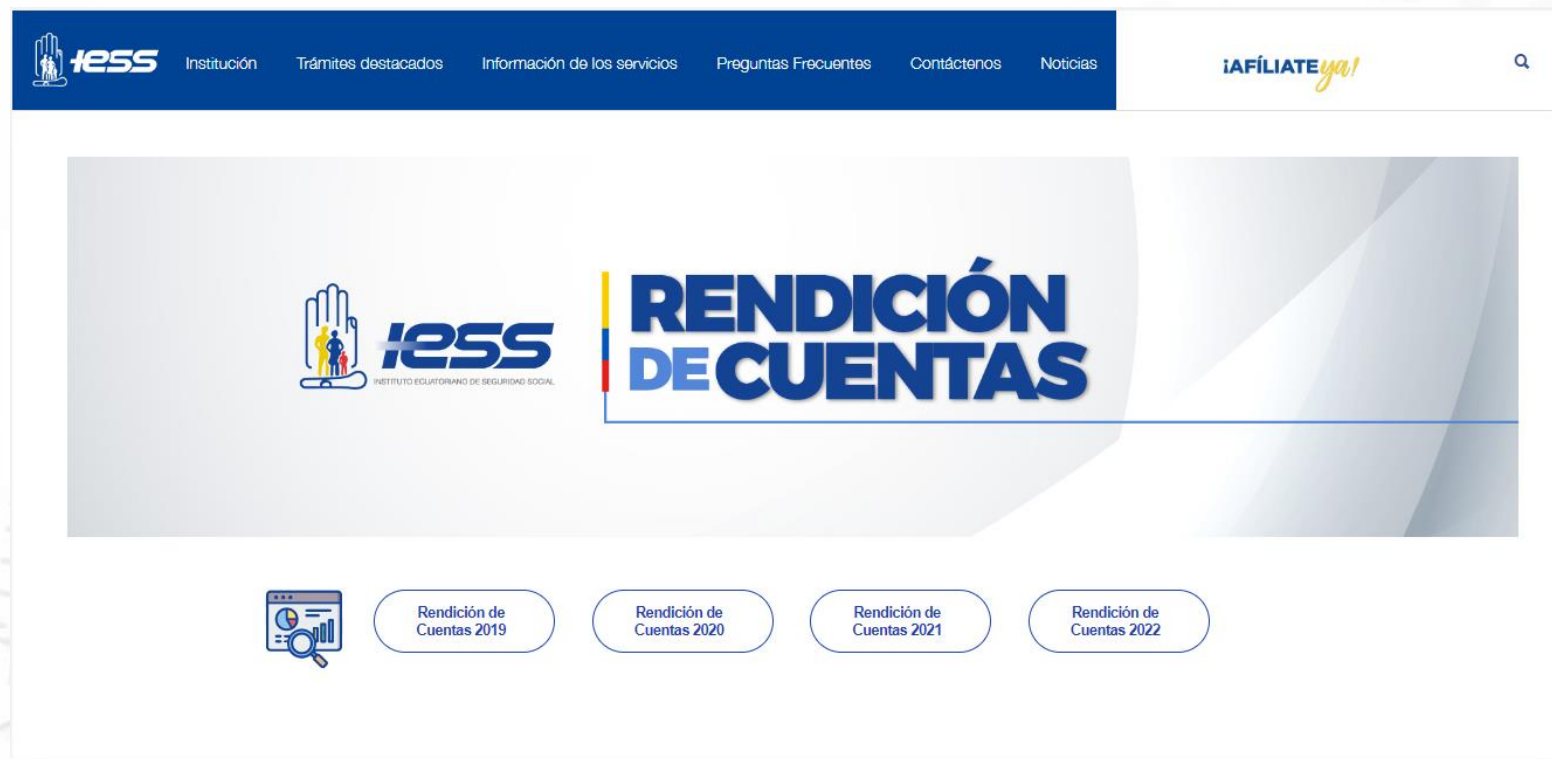 IESS
Institución
Trámites destacados
Información de los servicios
Preguntas Frecuentes
Contáctenos
Noticias
¡AFÍLIATE ya!
IESS
INSTITUTO ECUATORIANO DE SEGURIDAD SOCIAL
RENDICIÓN
DE CUENTAS
Rendición de
Cuentas 2019
Rendición de
Cuentas 2020
Rendición de
Cuentas 2021
Rendición de
Cuentas 2022